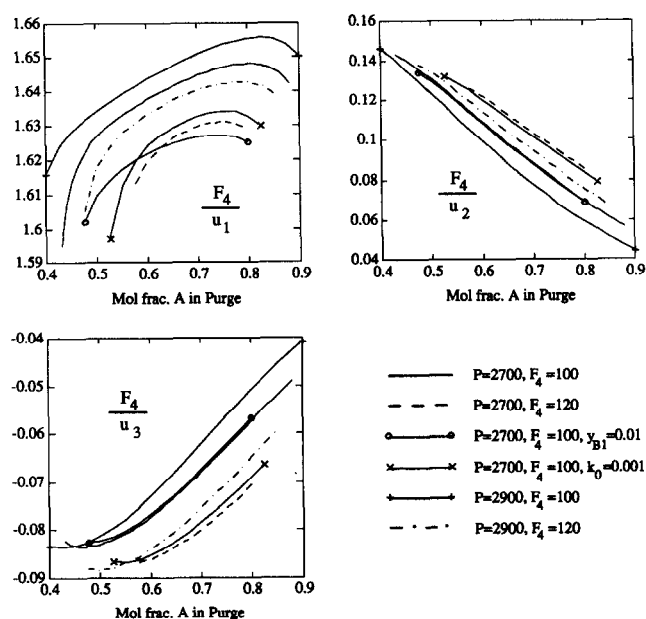 1.66
1.65
1.64
1.63
1.62
1.61
1.6
1.59
0.4 0.5 0.6 0.7 0.8 0.9
F4
u1
Mol frac. A in Purge
0.16
0.14
0.12
0.1
0.08
0.06
0.04
0.4 0.5 0.6 0.7 0.8 0.9
F4
u2
Mol frac. A in Purge
-0.04
-0.05
-0.06
-0.07
-0.08
-0.09
0.4 0.5 0.6 0.7 0.8 0.9
F4
u3
Mol frac. A in Purge
P=2700, F4=100
P=2700, F4=120
P=2700, F4=100, yB1=0.01
P=2700, F4=100, k0=0.001
P=2900, F4=100
P=2900, F4=120